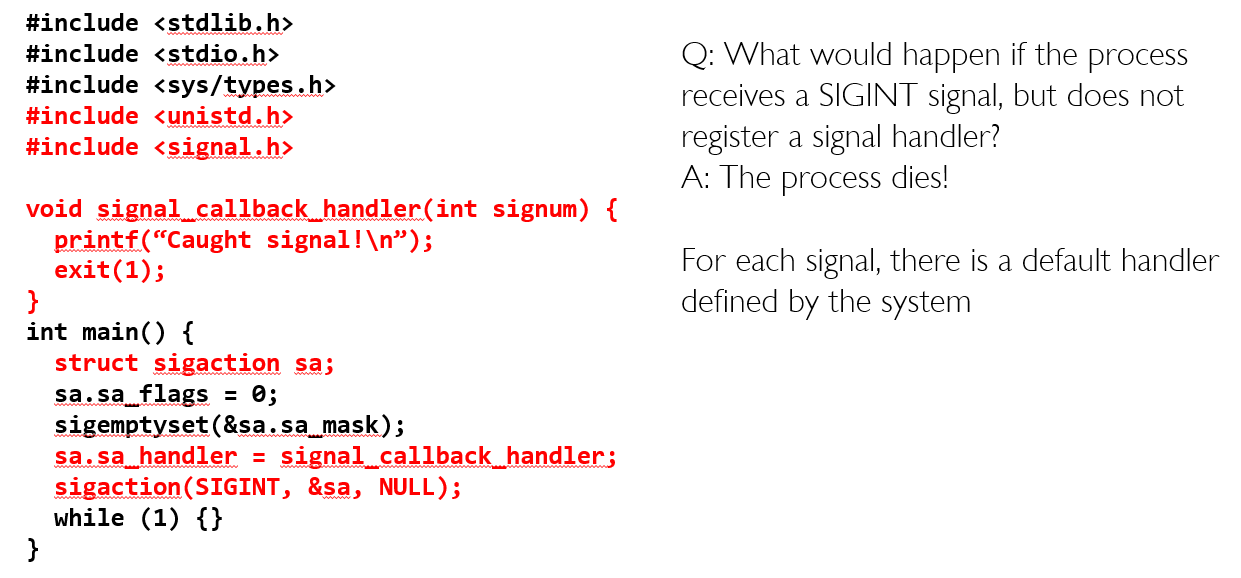 #include <stdlib.h>
#include <stdio.h>
#include <sys/types.h>
#include <unistd.h>
#include <signal.h>
void signal_callback_handler(int signum) {
  printf(“Caught signal!\n”);
  exit(1);
}
int main() {
  struct sigaction sa;
  sa.sa_flags = 0;
  sigemptyset(&sa.sa_mask);
  sa.sa_handler = signal_callback_handler;
  sigaction(SIGINT, &sa, NULL);
  while (1) {}
}
Q: What would happen if the process
receives a SIGINT signal, but does not
register a signal handler?
A: The process dies!
For each signal, there is a default handler
defined by the system